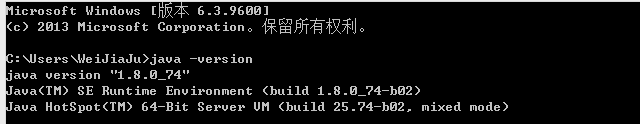 Microsoft Windows [版本 6.3.9600]
(c) 2013 Microsoft Corporation。保留所有权利。
C:\Users\WeiJiaJu>java -version
java version "1.8.0_74"
Java(TM) SE Runtime Environment (build 1.8.0_74-b02)
Java HotSpot(TM) 64-Bit Server VM (build 25.74-b02, mixed mode)